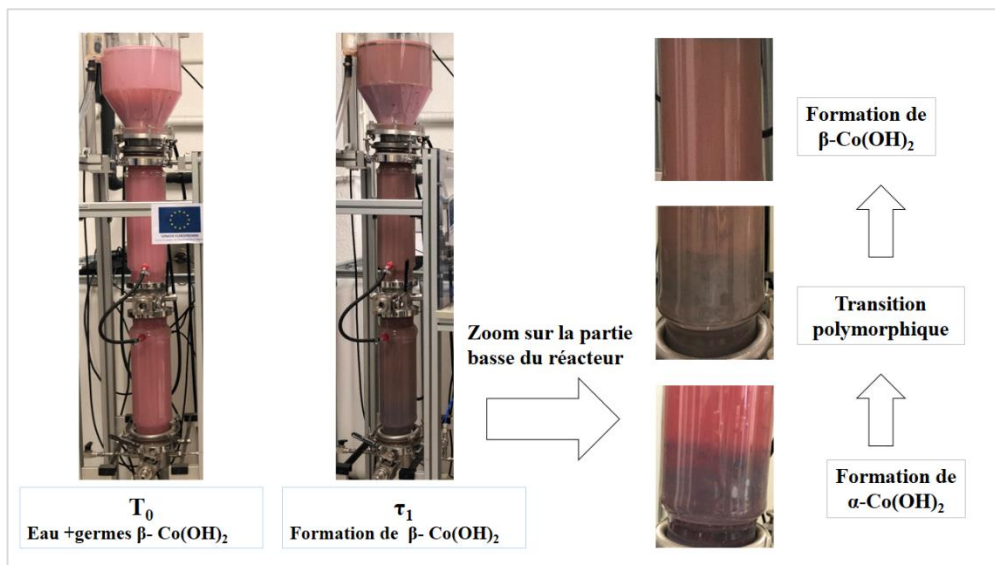 T₀
Eau +germes β- Co(OH)₂
τ₁
Formation de β- Co(OH)₂
Zoom sur la partie
basse du réacteur
Formation de
β-Co(OH)₂
Transition
polymorphique
Formation de
α-Co(OH)₂